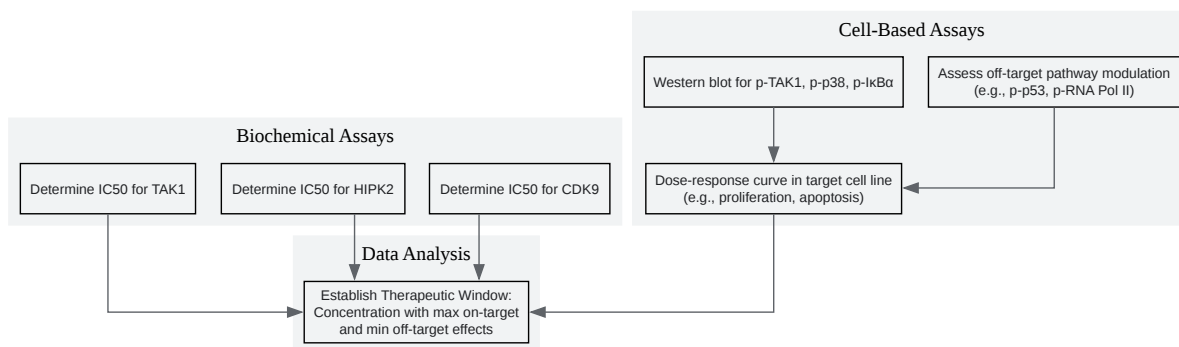 Cell-Based Assays
Western blot for p-TAK1, p-p38, p-IκBα
Assess off-target pathway modulation
(e.g., p-p53, p-RNA Pol II)
Biochemical Assays
Determine IC50 for TAK1
Determine IC50 for HIPK2
Determine IC50 for CDK9
Dose-response curve in target cell line
(e.g., proliferation, apoptosis)
Data Analysis
Establish Therapeutic Window:
Concentration with max on-target
and min off-target effects